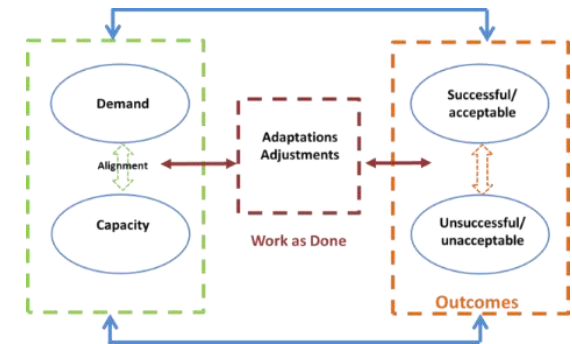 Demand
Alignment
Capacity
Adaptations
Adjustments
Work as Done
Successful/
acceptable
Unsuccessful/
unacceptable
Outcomes